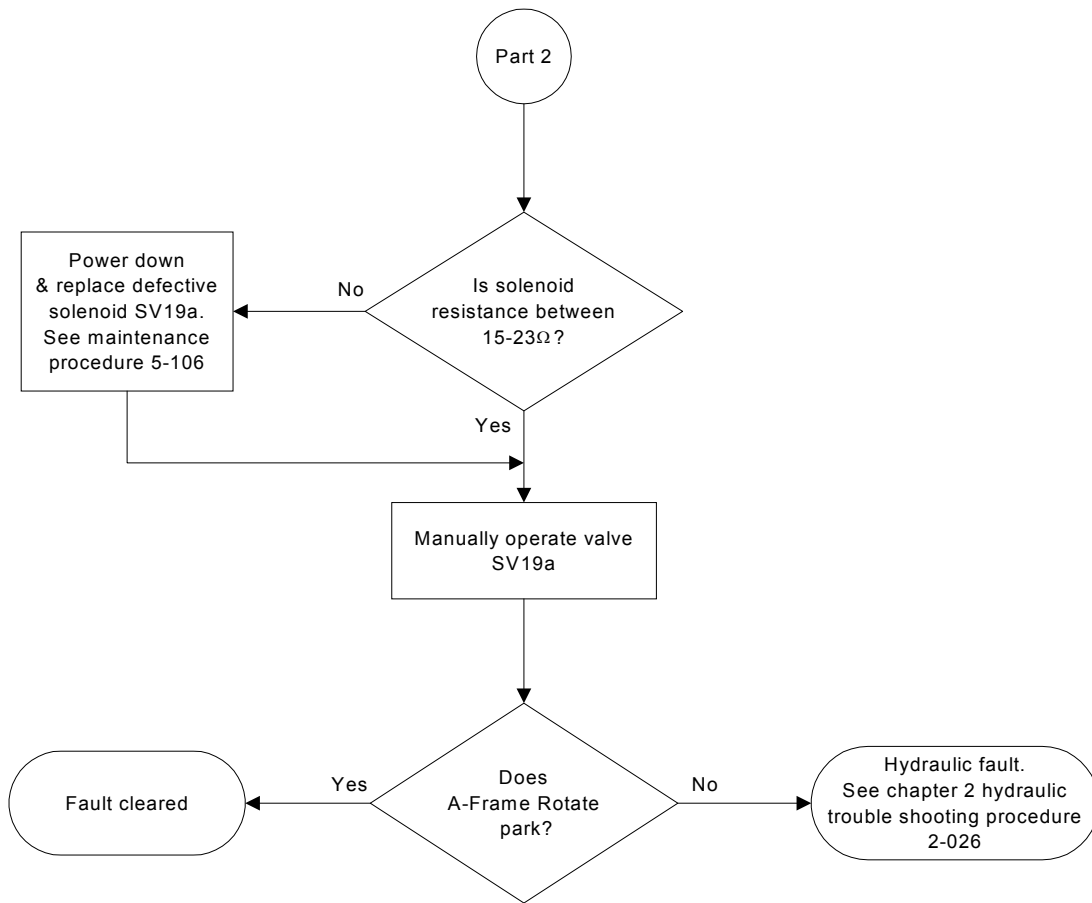 Part 2
Is solenoid
resistance between
15-23Ω?
No
Power down
& replace defective
solenoid SV19a.
See maintenance
procedure 5-106
Yes
Manually operate valve
SV19a
Does
A-Frame Rotate
park?
Yes
Fault cleared
No
Hydraulic fault.
See chapter 2 hydraulic
trouble shooting procedure
2-026